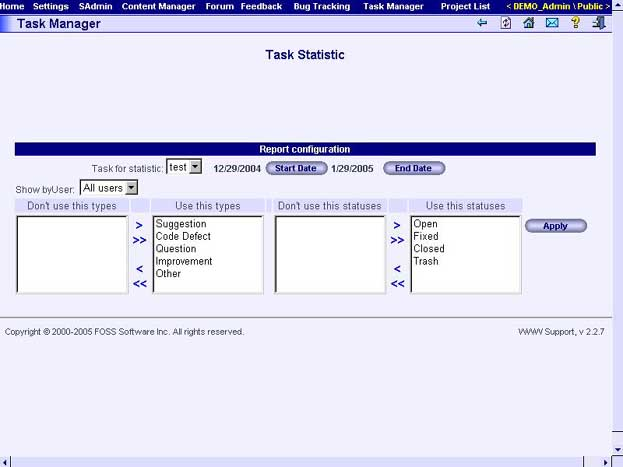 Home Settings SAdmin Content Manager Forum Feedback Bug Tracking Task Manager Project List < DEMO_Admin \ Public >
Task Manager
Task Statistic
Report configuration
Task for statistic: test 12/29/2004 Start Date 1/29/2005 End Date
Show byUser: All users
Don't use this types Use this types Don't use this statuses Use this statuses
Suggestion
Code Defect
Question
Improvement
Other
>
>>
<
<<
Open
Fixed
Closed
Trash
>
>>
<
<<
Apply
Copyright © 2000-2005 FOSS Software Inc. All rights reserved. WWW Support, v 2.2.7